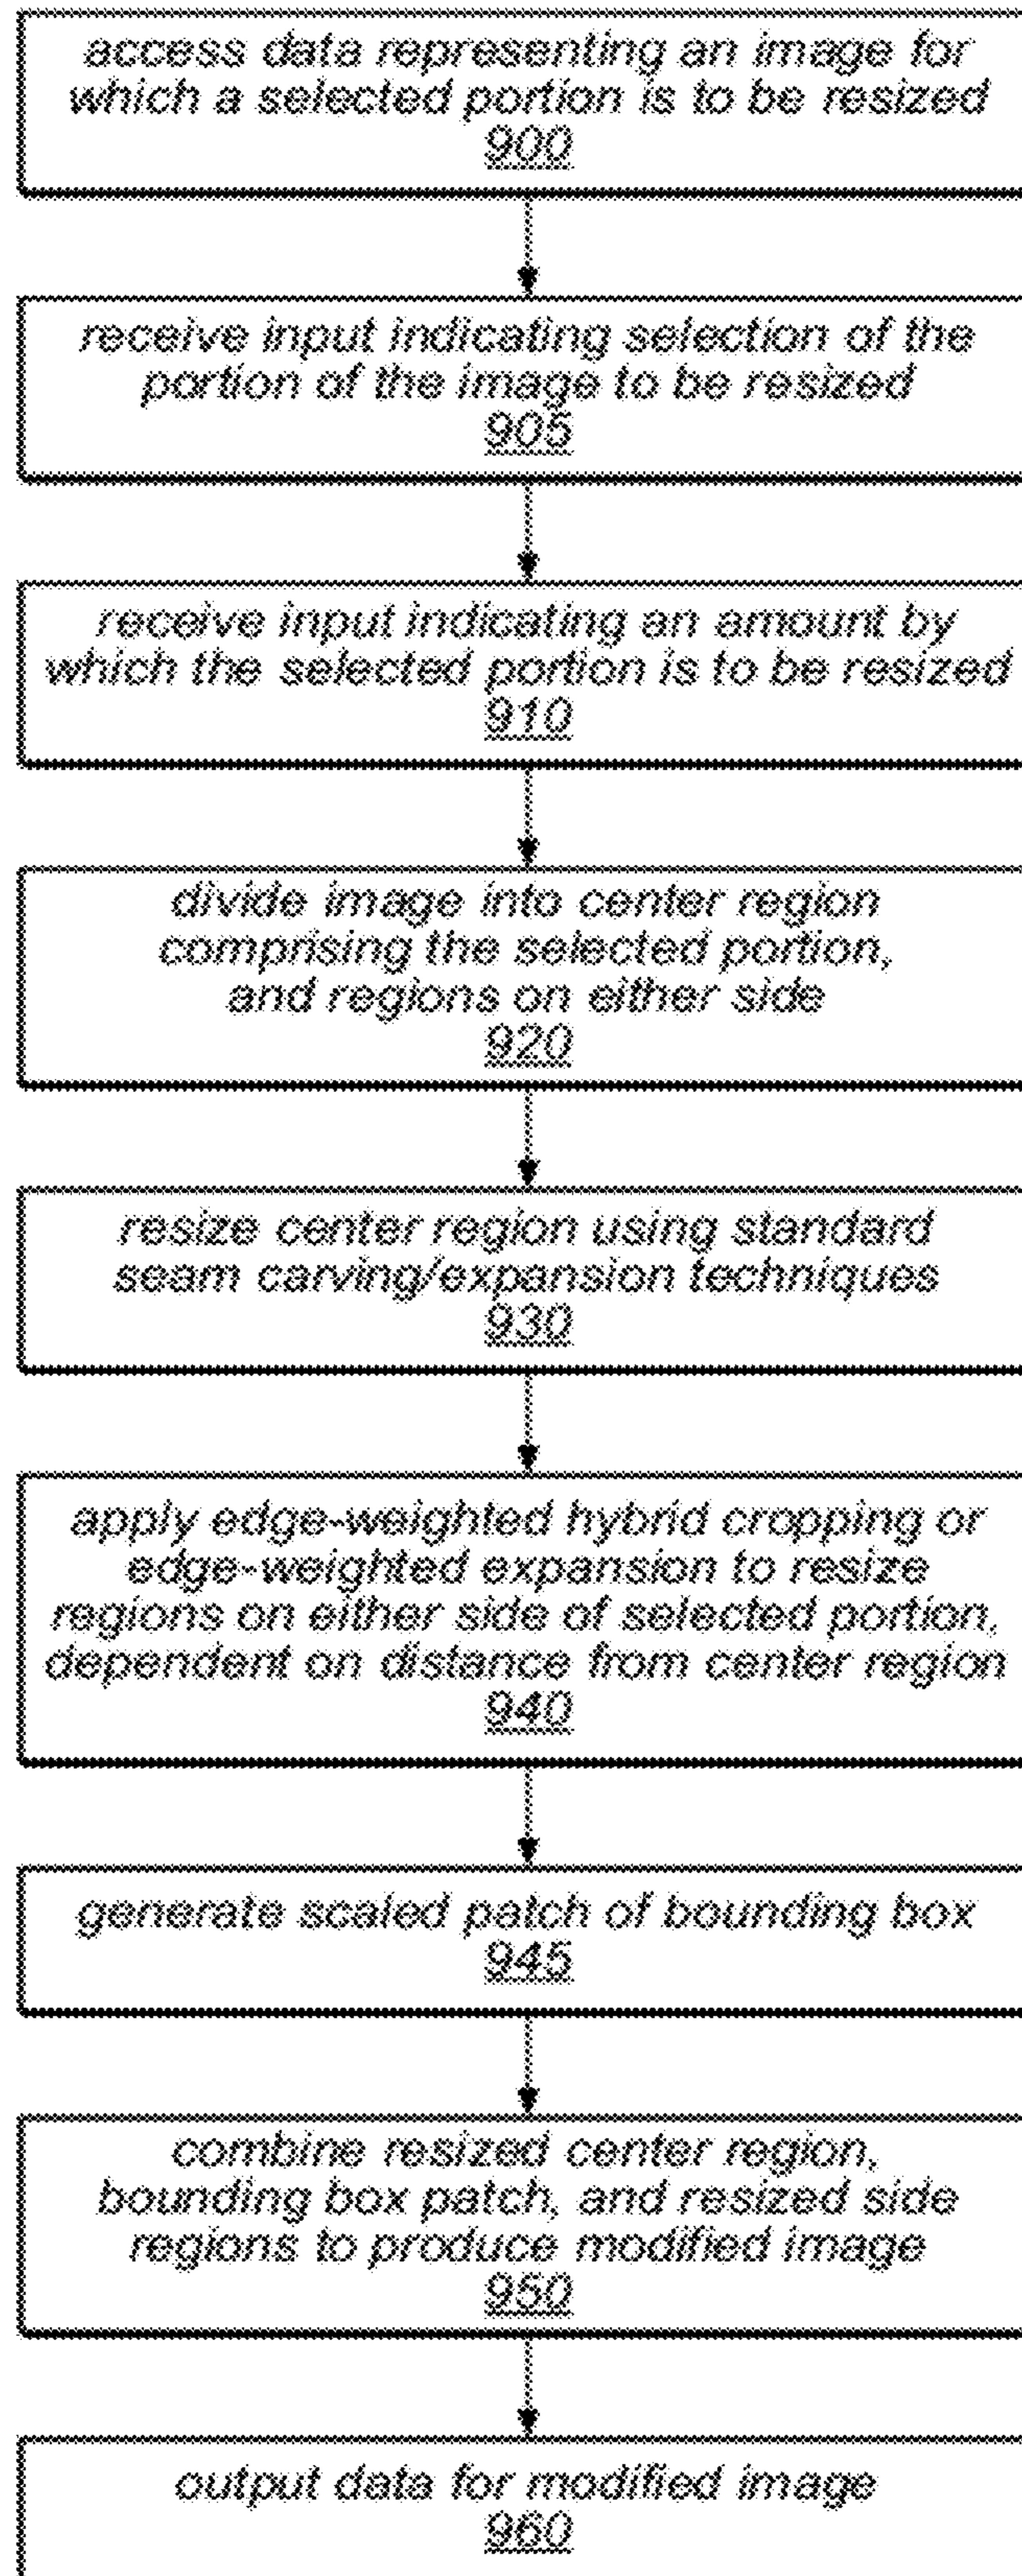 access data representing an image for
which a selected portion is to be resized
900
receive input indicating selection of the
portion of the image to be resized
905
receive input indicating an amount by
which the selected portion is to be resized
910
divide image into center region
comprising the selected portion,
and regions on either side
920
resize center region using standard
seam carving/expansion techniques
930
apply edge-weighted hybrid cropping or
edge-weighted expansion to resize
regions on either side of selected portion,
dependent on distance from center region
940
generate scaled patch of bounding box
945
combine resized center region,
bounding box patch, and resized side
regions to produce modified image
950
output data for modified image
960